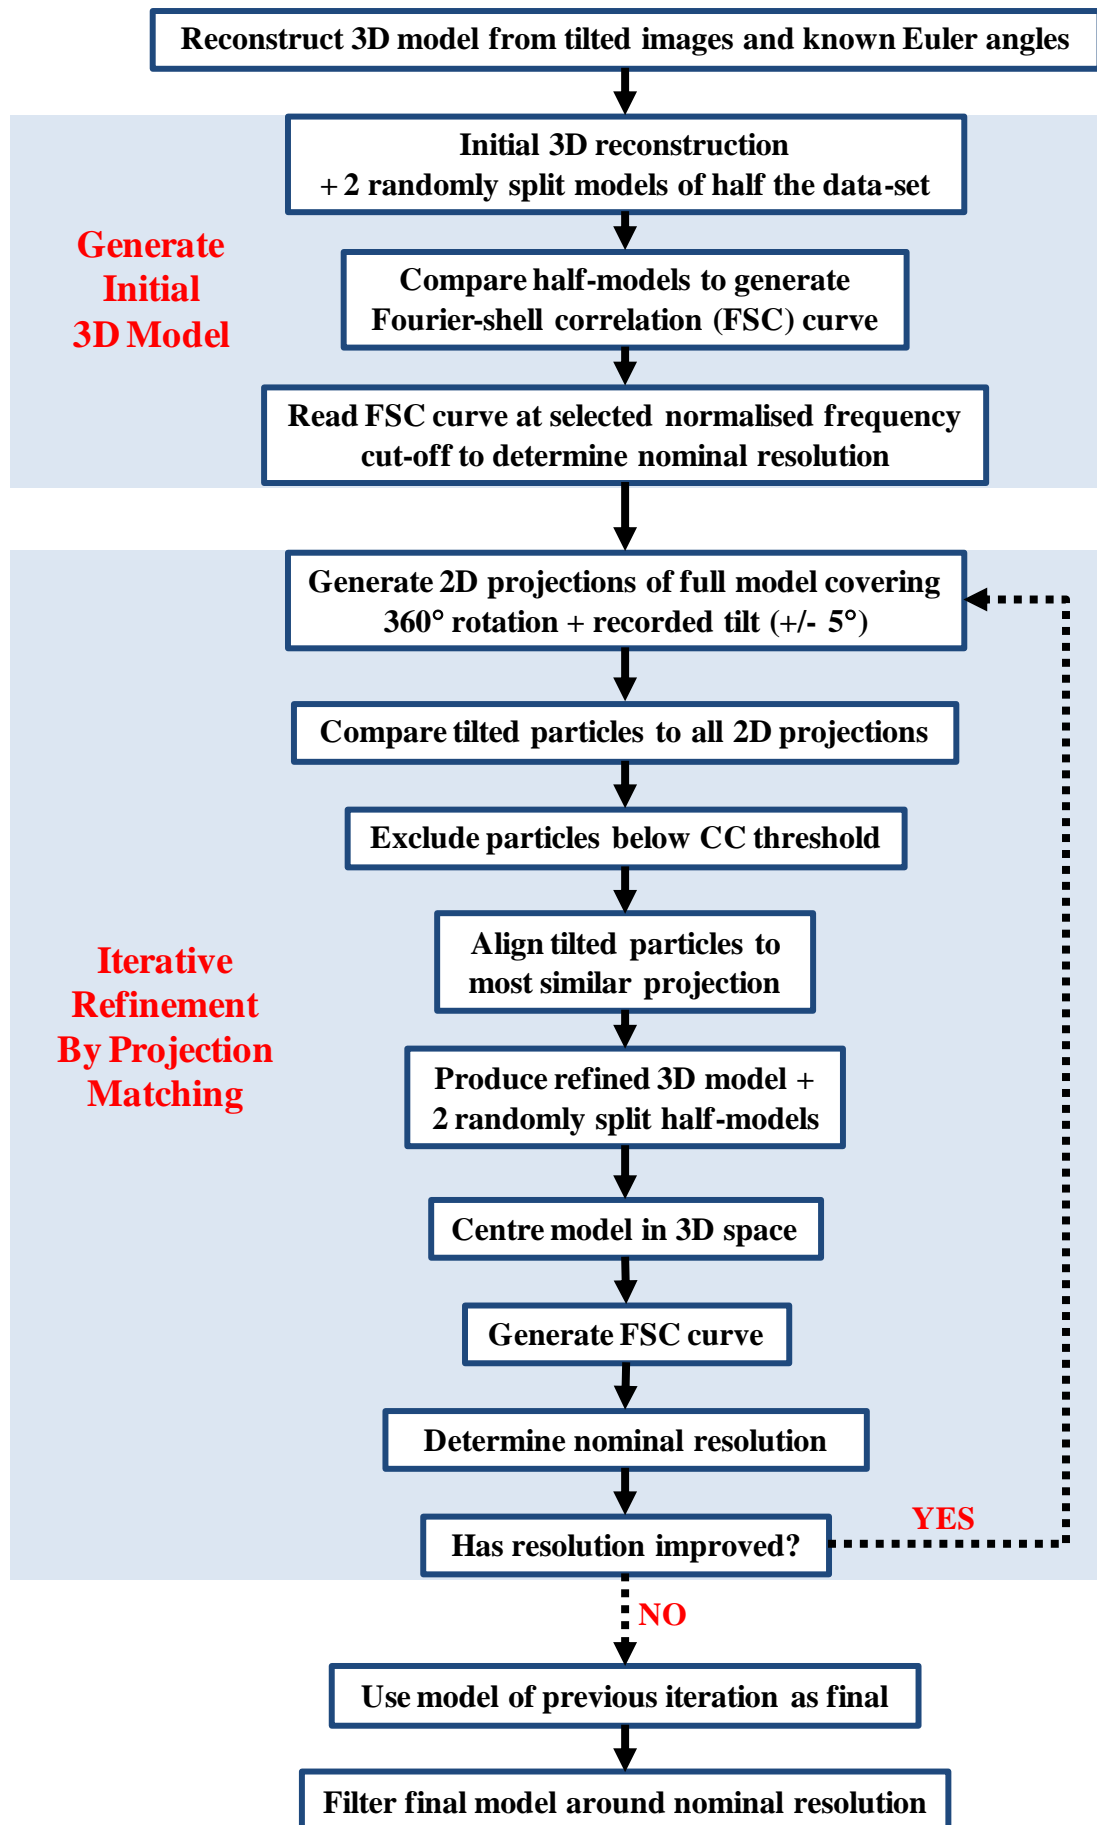 Reconstruct 3D model from tilted images and known Euler angles
Initial 3D reconstruction
+ 2 randomly split models of half the data-set
Generate
Initial
3D Model
Compare half-models to generate
Fourier-shell correlation (FSC) curve
Read FSC curve at selected normalised frequency
cut-off to determine nominal resolution
Generate 2D projections of full model covering
360° rotation + recorded tilt (+/- 5°)
Compare tilted particles to all 2D projections
Exclude particles below CC threshold
Align tilted particles to
most similar projection
Iterative
Refinement
By Projection
Matching
Produce refined 3D model +
2 randomly split half-models
Centre model in 3D space
Generate FSC curve
Determine nominal resolution
Has resolution improved?
YES
NO
Use model of previous iteration as final
Filter final model around nominal resolution